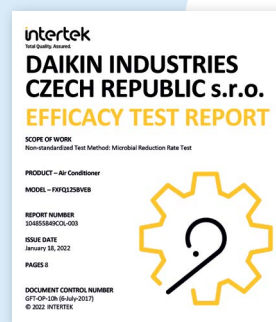 intertek
Total Quality. Assured.
DAIKIN INDUSTRIES
CZECH REPUBLIC s.r.o.
EFFICACY TEST REPORT
SCOPE OF WORK
Non-standardized Test Method: Microbial Reduction Rate Test
PRODUCT – Air Conditioner
MODEL – FXFQ125BVEB
REPORT NUMBER
104855849COL-003
ISSUE DATE
January 18, 2022
PAGES 8
DOCUMENT CONTROL NUMBER
GFT-OP-10h (6-July-2017)
© 2022 INTERTEK